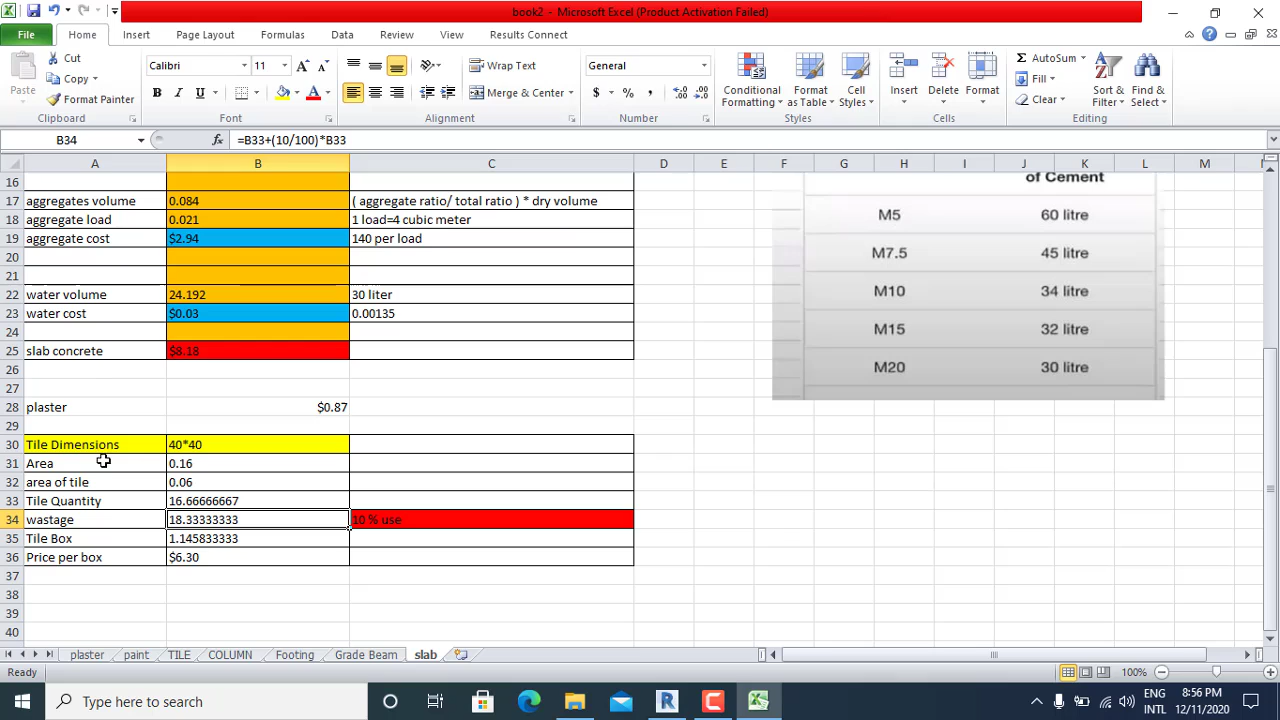 book2 - Microsoft Excel (Product Activation Failed)
File Home Insert Page Layout Formulas Data Review View Results Connect
Paste
Cut
Copy
Format Painter
Clipboard
Calibri 11
B I U
Font
Wrap Text
Merge & Center
Alignment
General
$ % ,
Number
Conditional Formatting
Format as Table
Cell Styles
Styles
Insert
Delete
Format
Cells
AutoSum
Fill
Clear
Sort & Filter
Find & Select
Editing
B34 fx =B33+(10/100)*B33
A B C D E F G H I J K L M
16
17 aggregates volume 0.084 ( aggregate ratio/ total ratio ) * dry volume
18 aggregate load 0.021 1 load=4 cubic meter
19 aggregate cost $2.94 140 per load
20
21
22 water volume 24.192 30 liter
23 water cost $0.03 0.00135
24
25 slab concrete $8.18
26
27
28 plaster $0.87
29
30 Tile Dimensions 40*40
31 Area 0.16
32 area of tile 0.06
33 Tile Quantity 16.66666667
34 wastage 18.33333333 10 % use
35 Tile Box 1.145833333
36 Price per box $6.30
37
38
39
40
of Cement
M5 60 litre
M7.5 45 litre
M10 34 litre
M15 32 litre
M20 30 litre
plaster paint TILE COLUMN Footing Grade Beam slab
Ready
100%
Type here to search
ENG
INTL
8:56 PM
12/11/2020